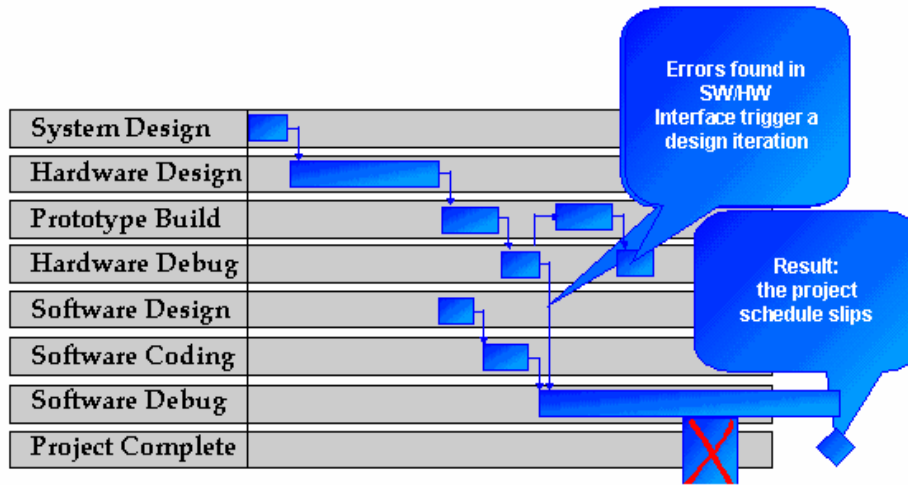 Errors found in
SW/HW
Interface trigger a
design iteration
System Design
Hardware Design
Prototype Build
Hardware Debug
Result:
the project
schedule slips
Software Design
Software Coding
Software Debug
Project Complete